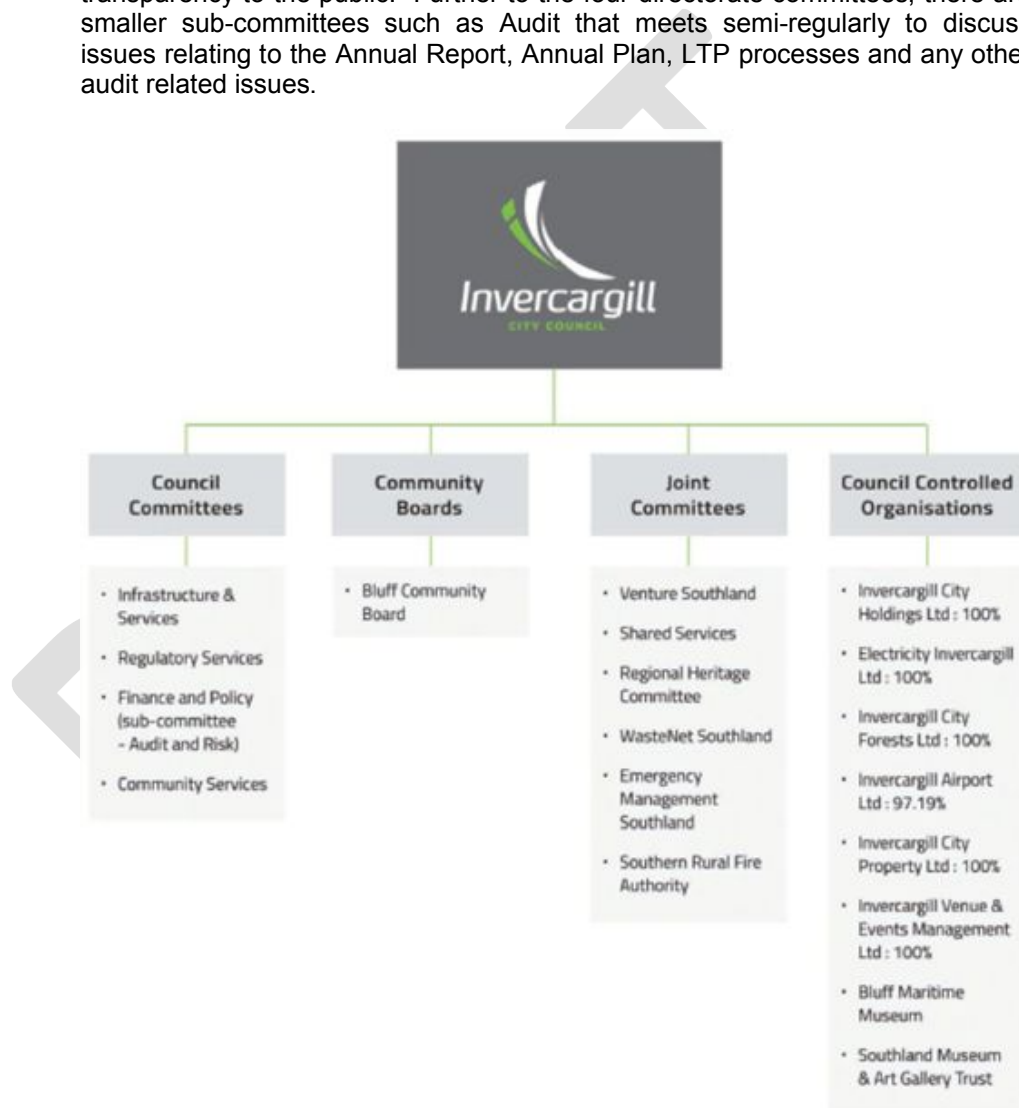 smaller sub-committees such as Audit that meets semi-regularly to discus
issues relating to the Annual Report, Annual Plan, LTP processes and any othe
audit related issues.
Invercargill
CITY COUNCIL
Council
Committees
• Infrastructure &
Services
• Regulatory Services
• Finance and Policy
(sub-committee
- Audit and Risk)
• Community Services
Community
Boards
• Bluff Community
Board
Joint
Committees
• Venture Southland
• Shared Services
• Regional Heritage
Committee
• WasteNet Southland
• Emergency
Management
Southland
• Southern Rural Fire
Authority
Council Controlled
Organisations
• Invercargill City
Holdings Ltd : 100%
• Electricity Invercargill
Ltd : 100%
• Invercargill City
Forests Ltd : 100%
• Invercargill Airport
Ltd : 97.19%
• Invercargill City
Property Ltd : 100%
• Invercargill Venue &
Events Management
Ltd : 100%
• Bluff Maritime
Museum
• Southland Museum
& Art Gallery Trust